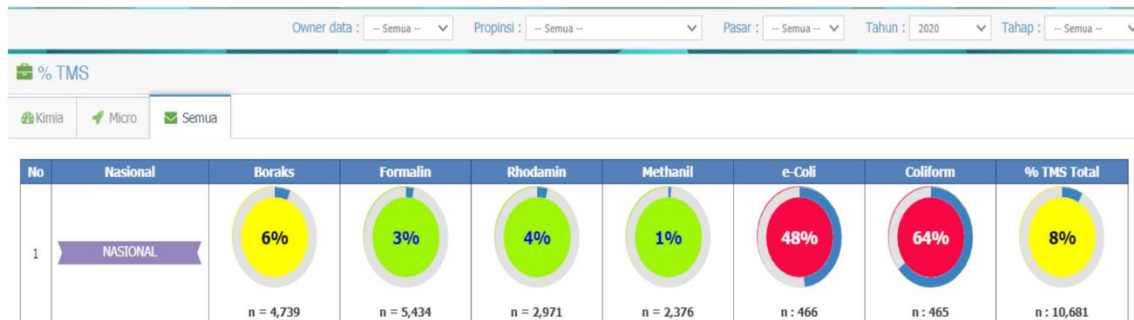 Owner data : -- Semua -- Propinsi : -- Semua -- Pasar : -- Semua -- Tahun : 2020 Tahap : -- Semua --
% TMS
Kimia Micro Semua
No Nasional Boraks Formalin Rhodamin Methanil e-Coli Coliform % TMS Total
1 NASIONAL 6% 3% 4% 1% 48% 64% 8%
n = 4,739 n = 5,434 n = 2,971 n = 2,376 n : 466 n : 465 n : 10,681